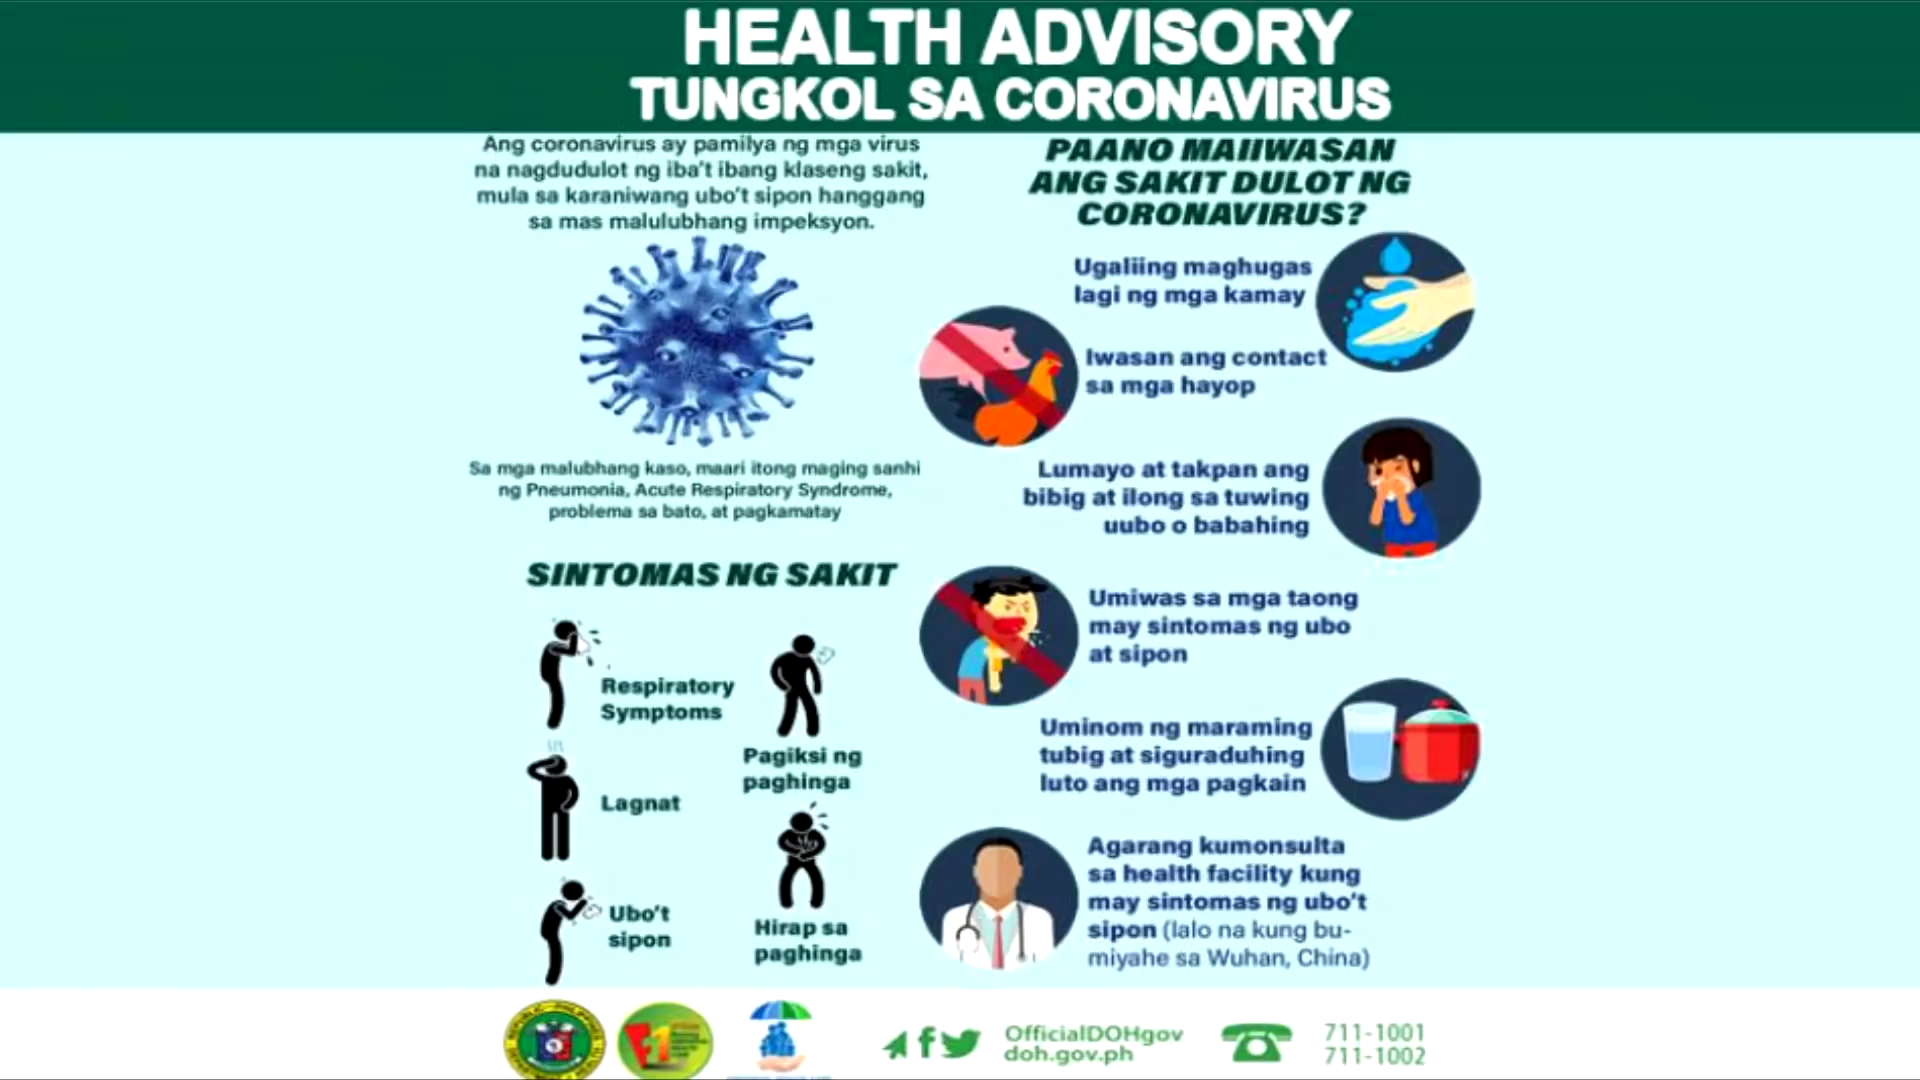 HEALTH ADVISORY
TUNGKOL SA CORONAVIRUS
Ang coronavirus ay pamilya ng mga virus
na nagdudulot ng iba't ibang klaseng sakit,
mula sa karaniwang ubo't sipon hanggang
sa mas malulubhang impeksyon.
Sa mga malubhang kaso, maari itong maging sanhi
ng Pneumonia, Acute Respiratory Syndrome,
problema sa bato, at pagkamatay
SINTOMAS NG SAKIT
Respiratory
Symptoms
Pagiksi ng
paghinga
Lagnat
Ubo't
sipon
Hirap sa
paghinga
PAANO MAIIWASAN
ANG SAKIT DULOT NG
CORONAVIRUS?
Ugaliing maghugas
lagi ng mga kamay
Iwasan ang contact
sa mga hayop
Lumayo at takpan ang
bibig at ilong sa tuwing
uubo o babahing
Umiwas sa mga taong
may sintomas ng ubo
at sipon
Uminom ng maraming
tubig at siguraduhing
luto ang mga pagkain
Agarang kumonsulta
sa health facility kung
may sintomas ng ubo't
sipon (lalo na kung bu-
miyahe sa Wuhan, China)
F1
OfficialDOHgov
doh.gov.ph
711-1001
711-1002